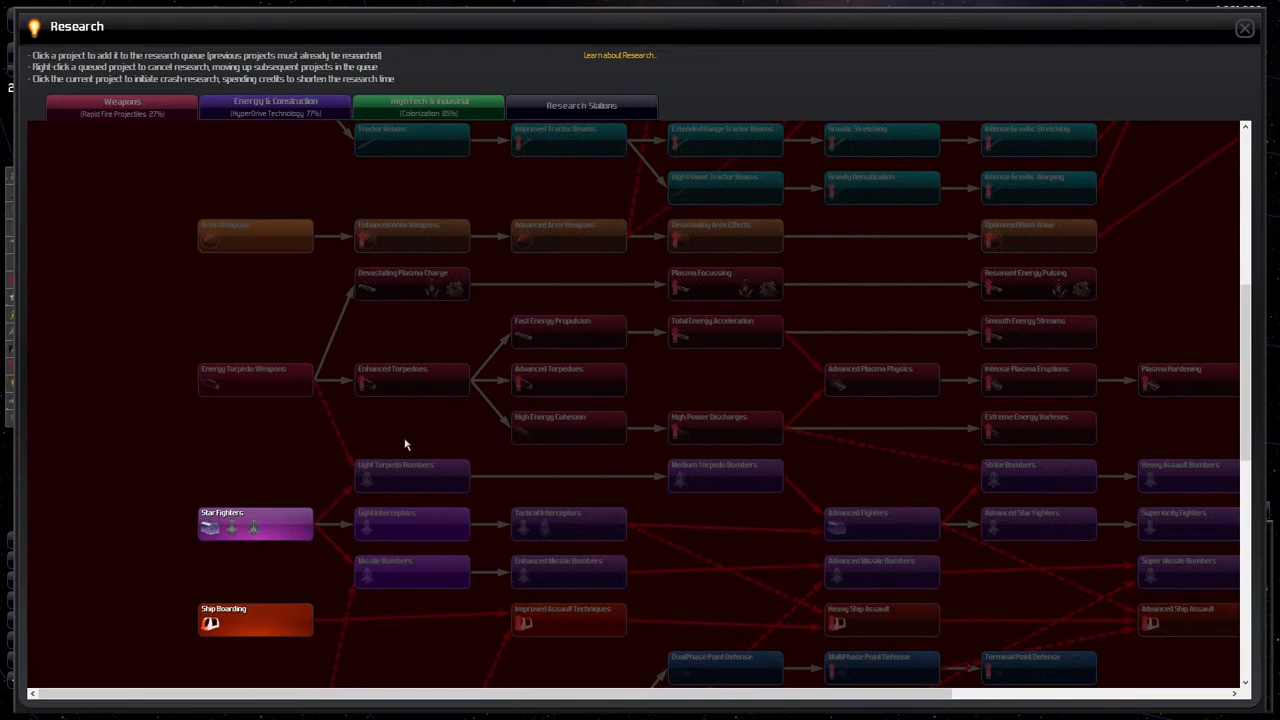 Research
- Click a project to add it to the research queue (previous projects must already be researched)
- Right-click a queued project to cancel research, moving up subsequent projects in the queue
- Click the current project to initiate crash-research, spending credits to shorten the research time
Learn about Research...
Weapons
(Rapid Fire Projectiles, 27%)
Energy & Construction
(HyperDrive Technology, 77%)
HighTech & Industrial
(Colonization, 85%)
Research Stations
Tractor Beams
Improved Tractor Beams
Extended Range Tractor Beams
Gravitic Stretching
Intense Gravitic Stretching
High Power Tractor Beams
Gravity Densification
Intense Gravitic Warping
Area Weapons
Enhanced Area Weapons
Advanced Area Weapons
Devastating Area Effects
Optimized Blast Wave
Devastating Plasma Charge
Plasma Focussing
Resonant Energy Pulsing
Fast Energy Propulsion
Total Energy Acceleration
Smooth Energy Streams
Energy Torpedo Weapons
Enhanced Torpedoes
Advanced Torpedoes
Advanced Plasma Physics
Intense Plasma Eruptions
Plasma Hardening
High Energy Cohesion
High Power Discharges
Extreme Energy Vortexes
Light Torpedo Bombers
Medium Torpedo Bombers
Strike Bombers
Heavy Assault Bombers
Star Fighters
Light Interceptors
Tactical Interceptors
Advanced Fighters
Advanced Star Fighters
Superiority Fighters
Missile Bombers
Enhanced Missile Bombers
Advanced Missile Bombers
Super Missile Bombers
Ship Boarding
Improved Assault Techniques
Heavy Ship Assault
Advanced Ship Assault
DualPhase Point Defense
MultiPhase Point Defense
Terminal Point Defense